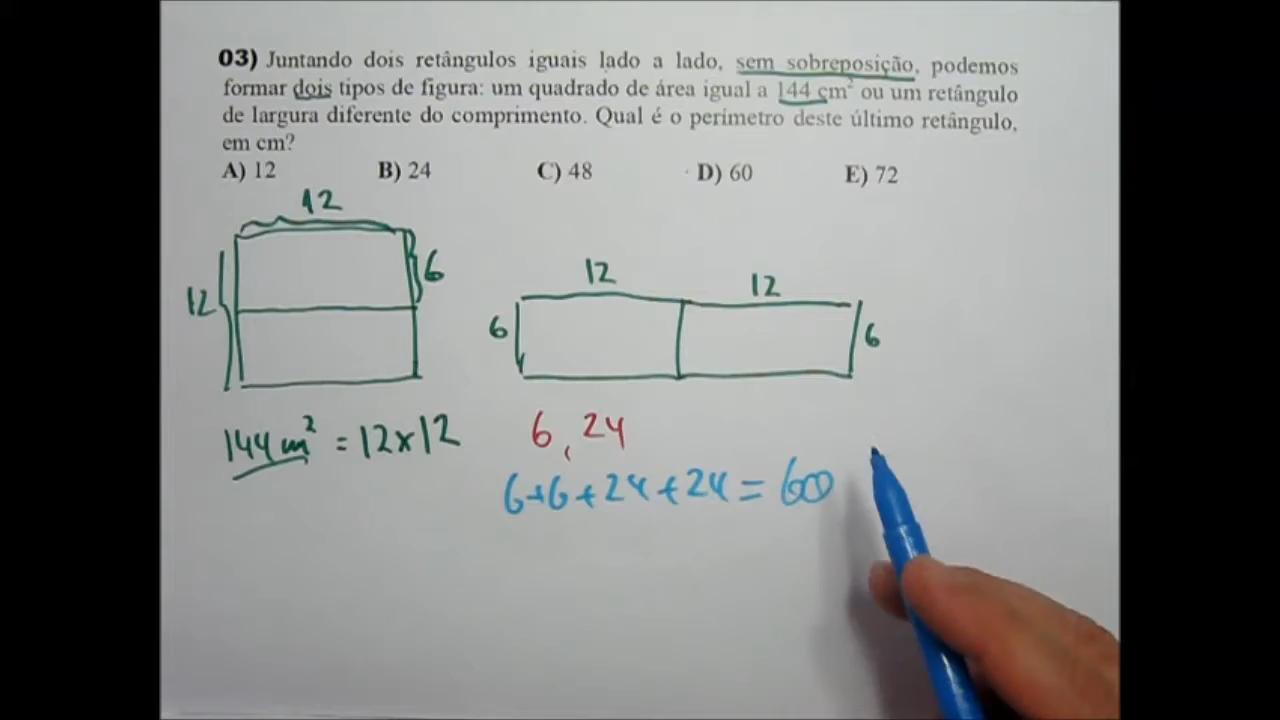 03) Juntando dois retângulos iguais lado a lado, sem sobreposição, podemos
formar dois tipos de figura: um quadrado de área igual a 144 cm² ou um retângulo
de largura diferente do comprimento. Qual é o perímetro deste último retângulo,
em cm?
A) 12 B) 24 C) 48 D) 60 E) 72
12
12
6
12
12
6
6
144 m² = 12x12
6, 24
6+6+24+24=60